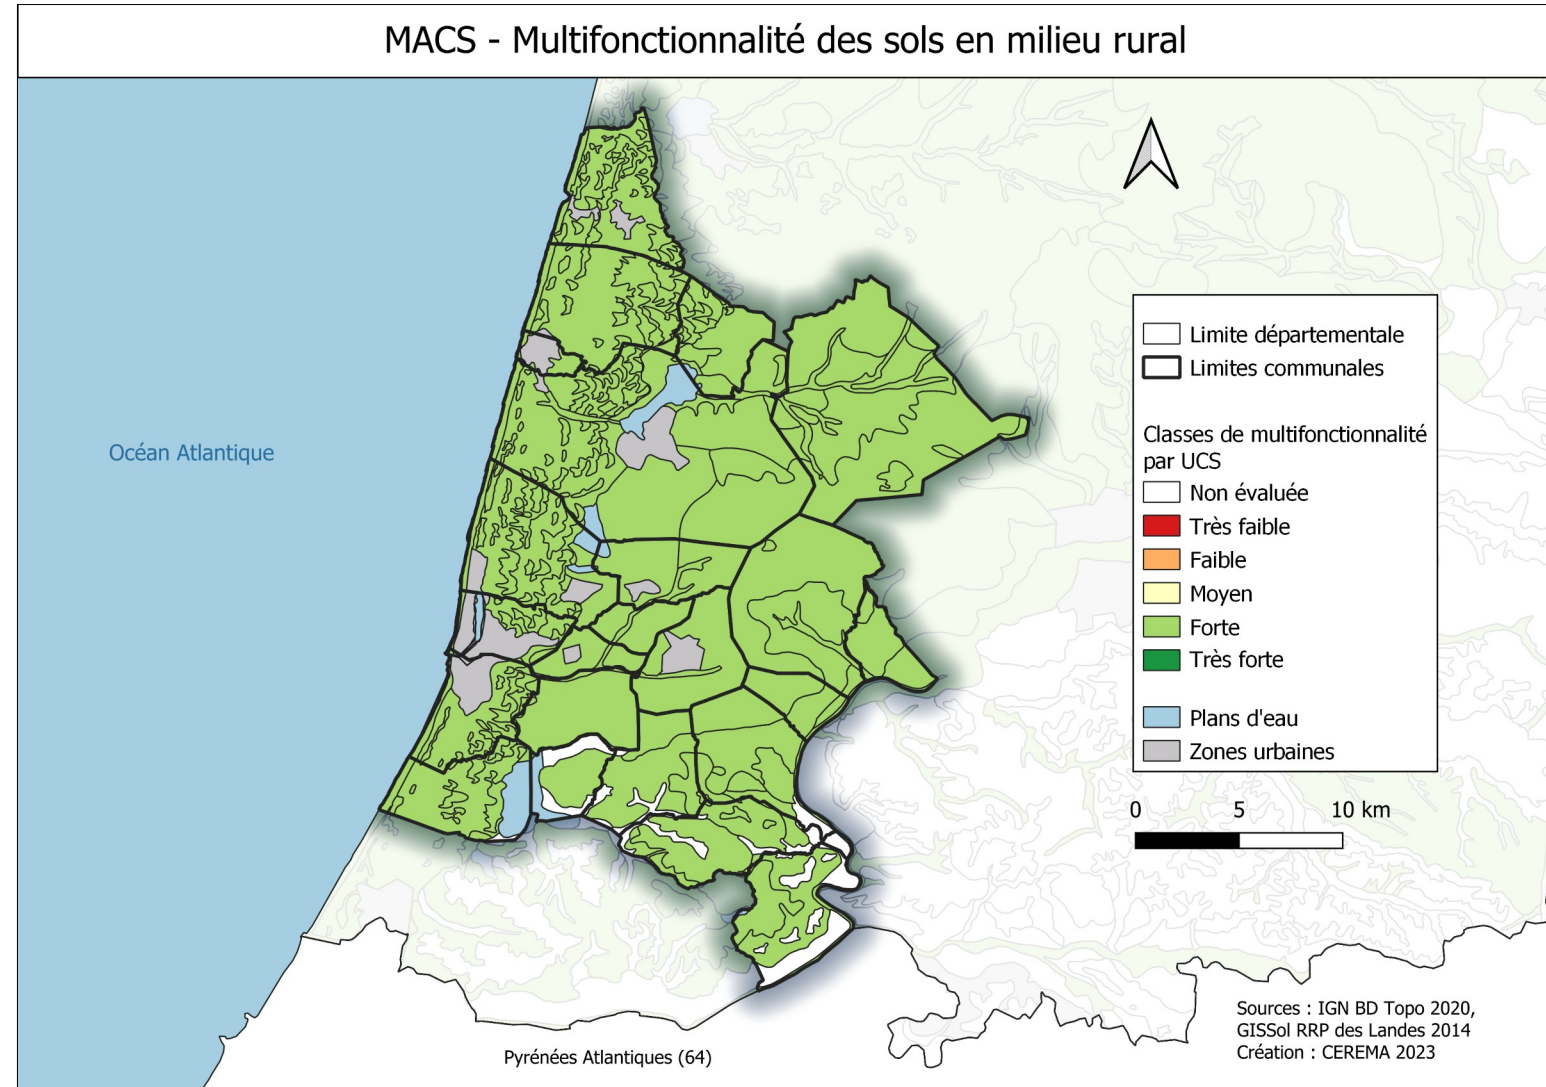 MACS - Multifonctionnalité des sols en milieu rural
Océan Atlantique
Limite départementale
Limites communales
Classes de multifonctionnalité
par UCS
Non évaluée
Très faible
Faible
Moyen
Forte
Très forte
Plans d'eau
Zones urbaines
0 5 10 km
Sources : IGN BD Topo 2020,
GISSol RRP des Landes 2014
Création : CEREMA 2023
Pyrénées Atlantiques (64)